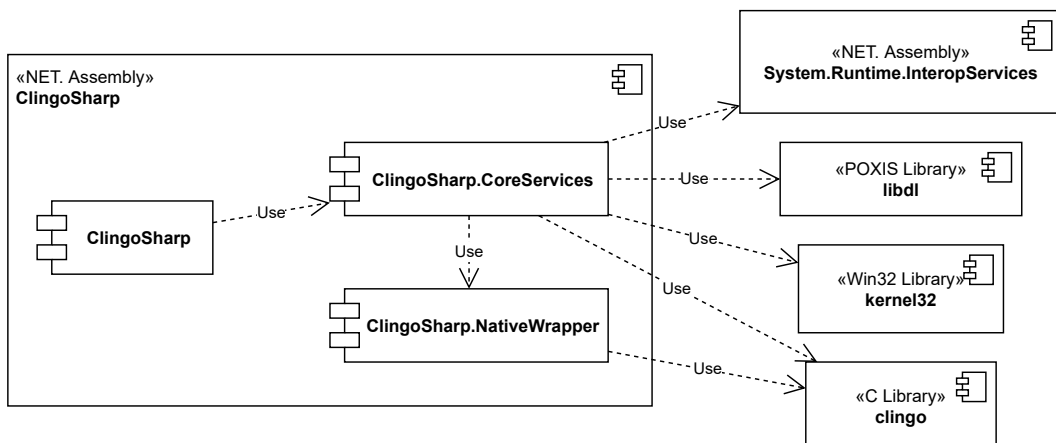 «NET. Assembly»
System.Runtime.InteropServices
«NET. Assembly»
ClingoSharp
Use
ClingoSharp.CoreServices
Use
«POXIS Library»
libdl
ClingoSharp
Use
Use
Use
«Win32 Library»
kernel32
Use
ClingoSharp.NativeWrapper
Use
«C Library»
clingo